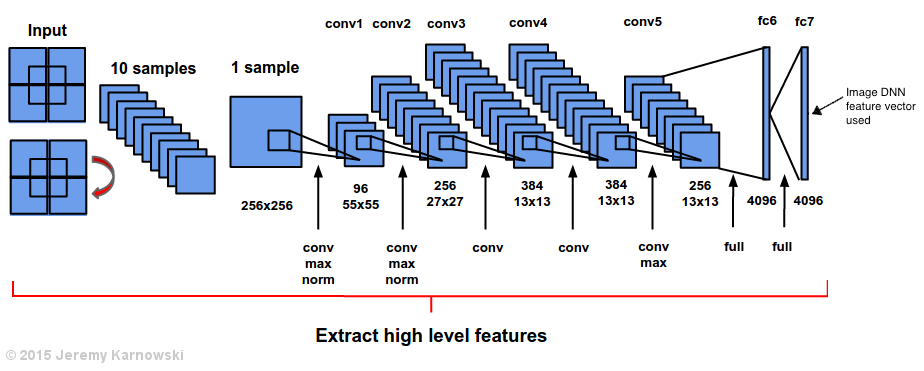 Input
10 samples
1 sample
conv1
conv2
conv3
conv4
conv5
fc6
fc7
Image DNN
feature vector
used
256x256
96
55x55
256
27x27
384
13x13
384
13x13
256
13x13
4096
4096
conv
max
norm
conv
max
norm
conv
conv
conv
max
full
full
Extract high level features
© 2015 Jeremy Karnowski